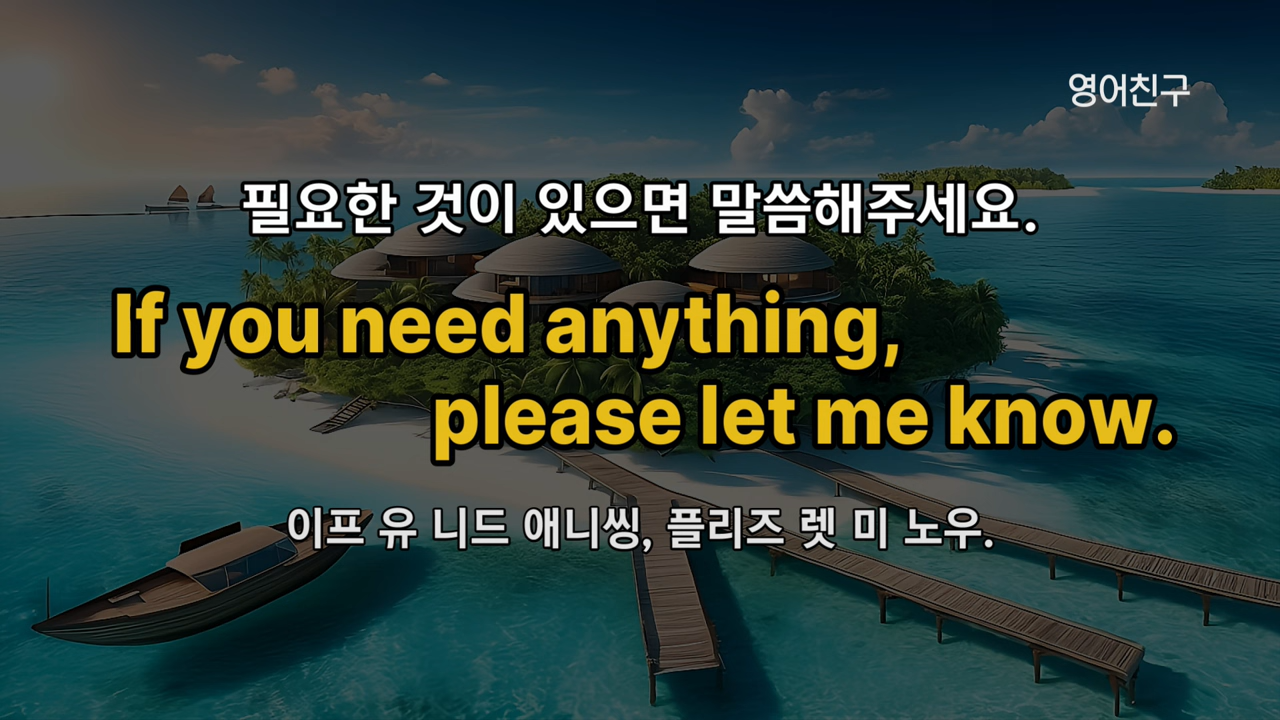 영어친구
필요한 것이 있으면 말씀해주세요.
If you need anything,
please let me know.
이프 유 니드 애니씽, 플리즈 렛 미 노우.